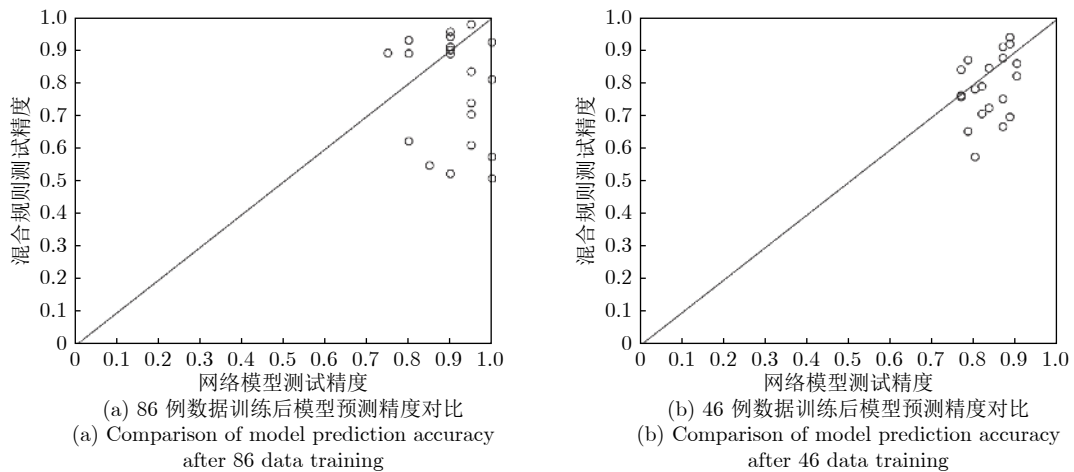 1.0
0.9
0.8
0.7
0.6
0.5
0.4
0.3
0.2
0.1
0
混合规则测试精度
0.1 0.2 0.3 0.4 0.5 0.6 0.7 0.8 0.9 1.0
网络模型测试精度
(a) 86 例数据训练后模型预测精度对比
(a) Comparison of model prediction accuracy
after 86 data training
1.0
0.9
0.8
0.7
0.6
0.5
0.4
0.3
0.2
0.1
0
混合规则测试精度
0.1 0.2 0.3 0.4 0.5 0.6 0.7 0.8 0.9 1.0
网络模型测试精度
(b) 46 例数据训练后模型预测精度对比
(b) Comparison of model prediction accuracy
after 46 data training